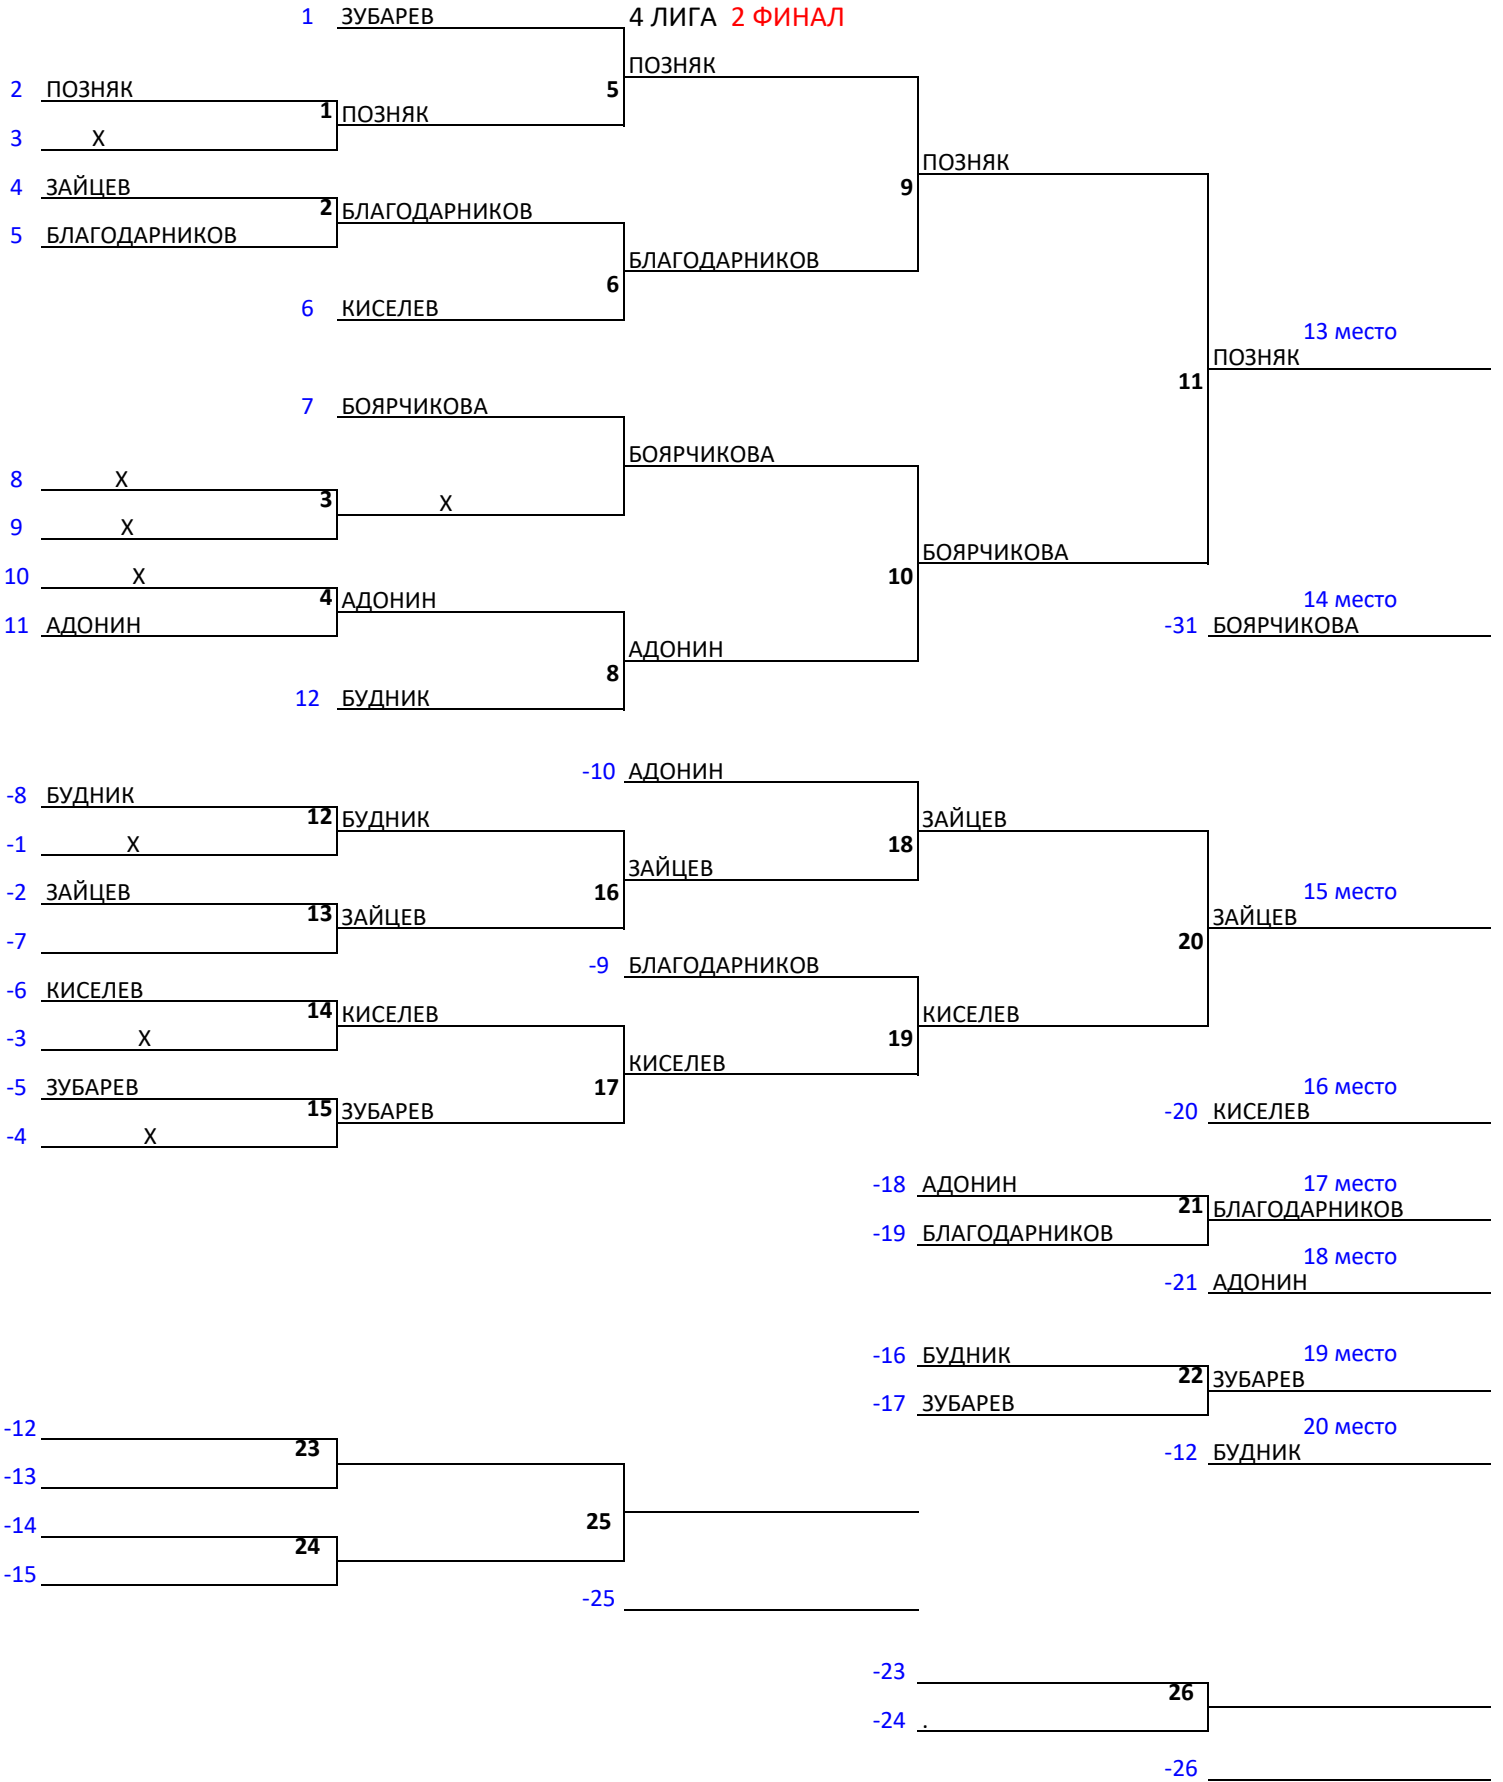 1 ЗУБАРЕВ 4 ЛИГА 2 ФИНАЛ
ПОЗНЯК
2 ПОЗНЯК 5
1 ПОЗНЯК
3 X
ПОЗНЯК
4 ЗАЙЦЕВ 9
2 БЛАГОДАРНИКОВ
5 БЛАГОДАРНИКОВ
БЛАГОДАРНИКОВ
6
6 КИСЕЛЕВ
13 место
ПОЗНЯК
11
7 БОЯРЧИКОВА
БОЯРЧИКОВА
8 X
3 X
9 X
БОЯРЧИКОВА
10 X 10
4 АДОНИН 14 место
11 АДОНИН -31 БОЯРЧИКОВА
АДОНИН
8
12 БУДНИК
-10 АДОНИН
-8 БУДНИК
12 БУДНИК ЗАЙЦЕВ
-1 X 18
ЗАЙЦЕВ
-2 ЗАЙЦЕВ 16 15 место
13 ЗАЙЦЕВ ЗАЙЦЕВ
-7 20
-9 БЛАГОДАРНИКОВ
-6 КИСЕЛЕВ
14 КИСЕЛЕВ КИСЕЛЕВ
-3 X 19
КИСЕЛЕВ
-5 ЗУБАРЕВ 17 16 место
15 ЗУБАРЕВ -20 КИСЕЛЕВ
-4 X
-18 АДОНИН 17 место
21 БЛАГОДАРНИКОВ
-19 БЛАГОДАРНИКОВ
18 место
-21 АДОНИН
-16 БУДНИК 19 место
22 ЗУБАРЕВ
-17 ЗУБАРЕВ
-12 20 место
23 -12 БУДНИК
-13
-14 25
24
-15
-25
-23
26
-24 .
-26